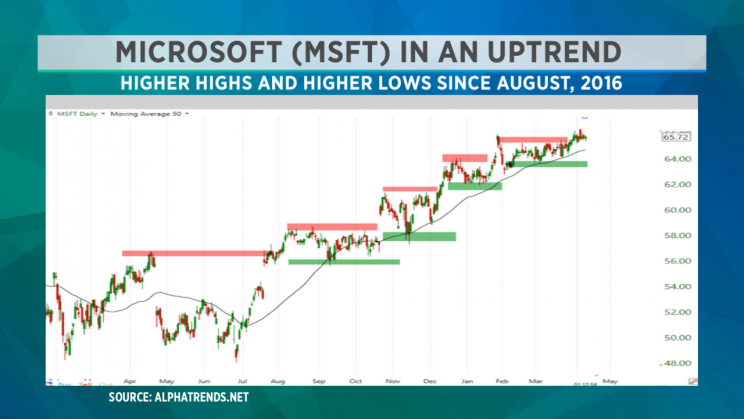 MICROSOFT (MSFT) IN AN UPTREND
HIGHER HIGHS AND HIGHER LOWS SINCE AUGUST, 2016
MSFT Daily Moving Average 50
65.72
64.00
62.00
60.00
58.00
56.00
54.00
52.00
50.00
48.00
Apr May Jun Jul Aug Sep Oct Nov Dec Jan Feb Mar May
SOURCE: ALPHATRENDS.NET